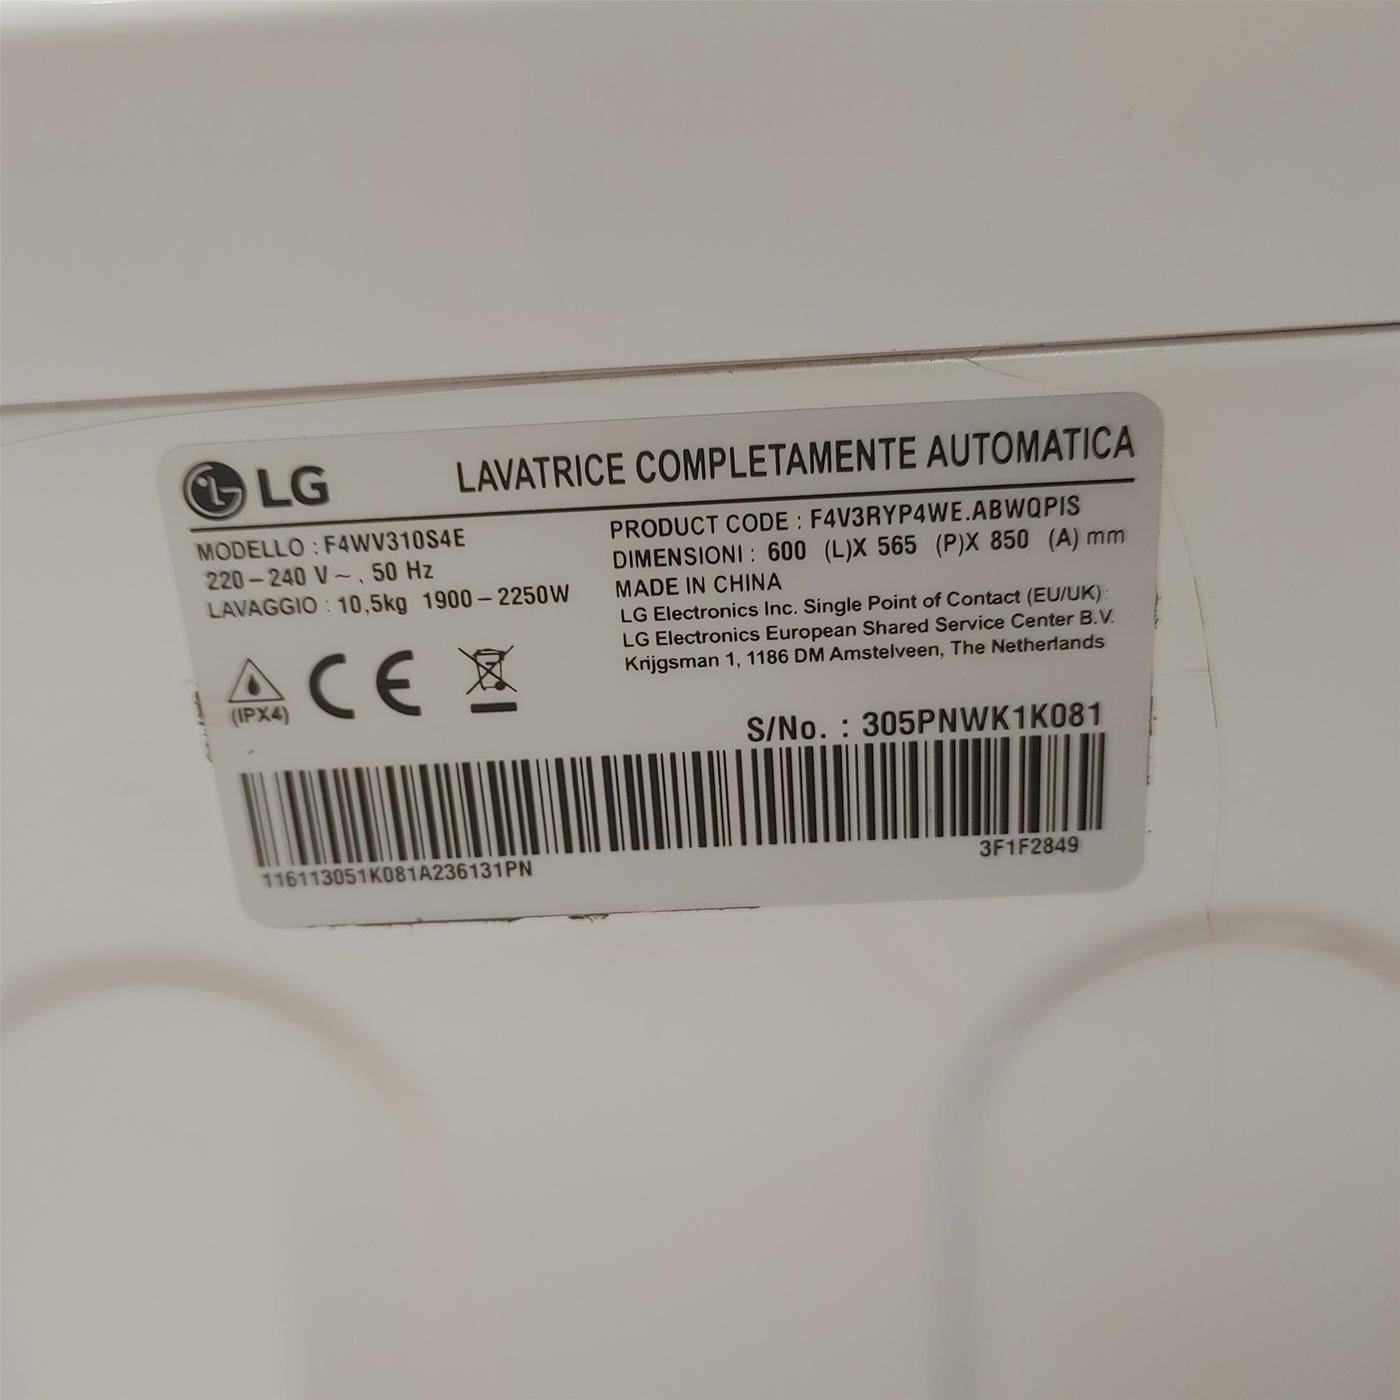 LG LAVATRICE COMPLETAMENTE AUTOMATICA
MODELLO : F4WV310S4E
220–240 V ~ , 50 Hz
LAVAGGIO : 10,5kg 1900–2250W
PRODUCT CODE : F4V3RYP4WE.ABWQPIS
DIMENSIONI : 600 (L)X 565 (P)X 850 (A) mm
MADE IN CHINA
LG Electronics Inc. Single Point of Contact (EU/UK):
LG Electronics European Shared Service Center B.V.
Krijgsman 1, 1186 DM Amstelveen, The Netherlands
(IPX4) CE
S/No. : 305PNWK1K081
116113051K081A236131PN
3F1F2849